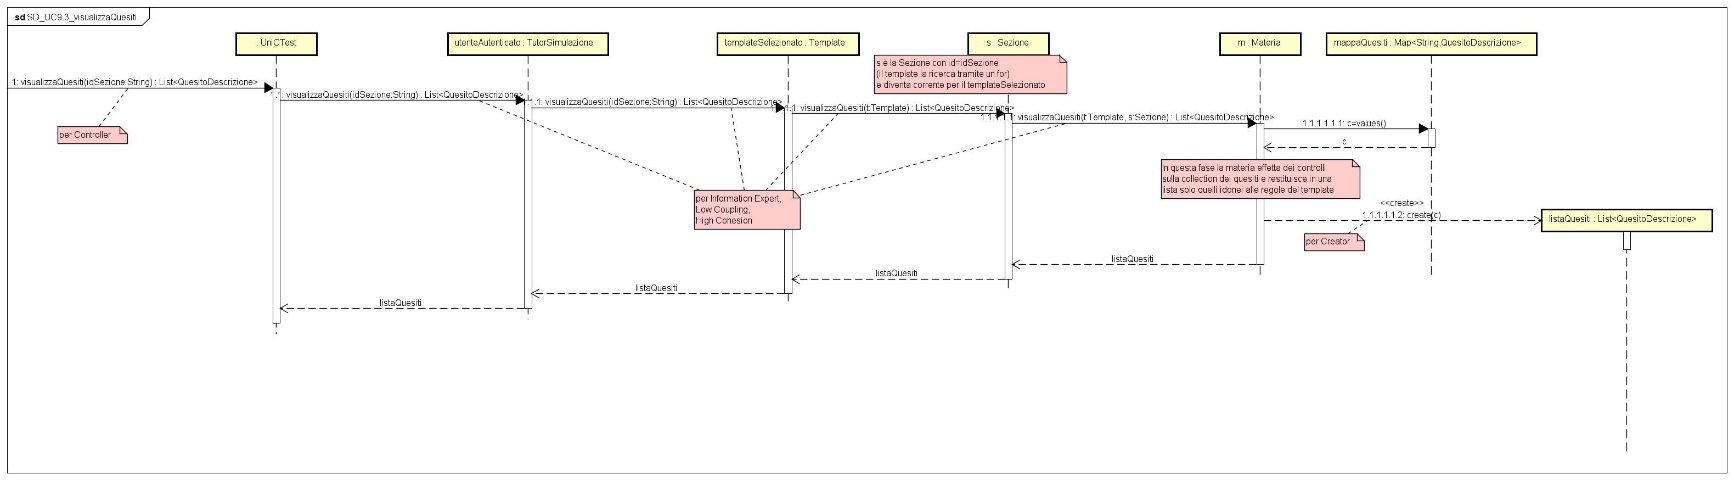 sd SD_UC9.3_visualizzaQuesiti
: UniCTest
utenteAutenticato : TutorSimulazione
templateSelezionato : Template
s : Sezione
m : Materia
mappaQuesiti : Map<String,QuesitoDescrizione>
s è la Sezione con id=idSezione
(il template la ricerca tramite un for)
e diventa corrente per il templateSelezionato
1: visualizzaQuesiti(idSezione:String) : List<QuesitoDescrizione>
.1: visualizzaQuesiti(idSezione:String) : List<QuesitoDescrizione>
.1: visualizzaQuesiti(idSezione:String) : List<QuesitoDescrizione>
1.1: visualizzaQuesiti(t:Template) : List<QuesitoDescrizione>
1.1.1.1.1: visualizzaQuesiti(t:Template, s:Sezione) : List<QuesitoDescrizione>
1.1.1.1.1.1: c=values()
c
per Controller
In questa fase la materia effetta dei controlli
sulla collection dei quesiti e restituisce in una
lista solo quelli idonei alle regole del template
per Information Expert,
Low Coupling,
High Cohesion
<<create>>
1.1.1.1.1.2: create(c)
listaQuesiti : List<QuesitoDescrizione>
per Creator
listaQuesiti
listaQuesiti
listaQuesiti
listaQuesiti